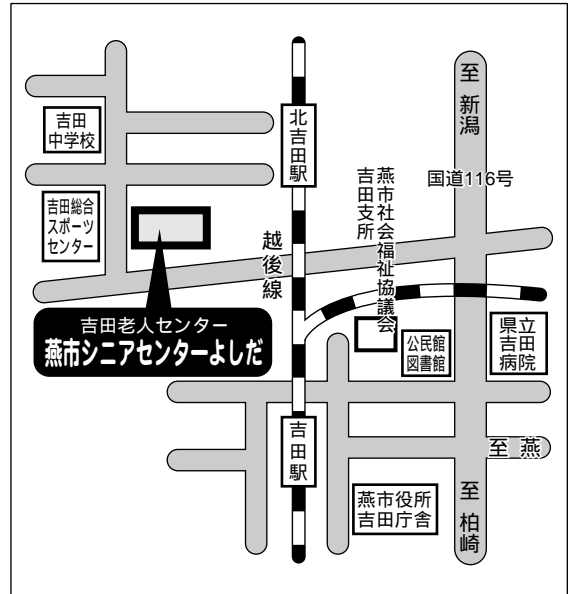 至 新潟
国道116号
北吉田駅
吉田
中学校
吉田総合
スポーツ
センター
越後線
燕市社会福祉協議会
吉田支所
吉田老人センター
燕市シニアセンターよしだ
公民館
図書館
県立
吉田
病院
吉田駅
至 燕
燕市役所
吉田庁舎
至 柏崎